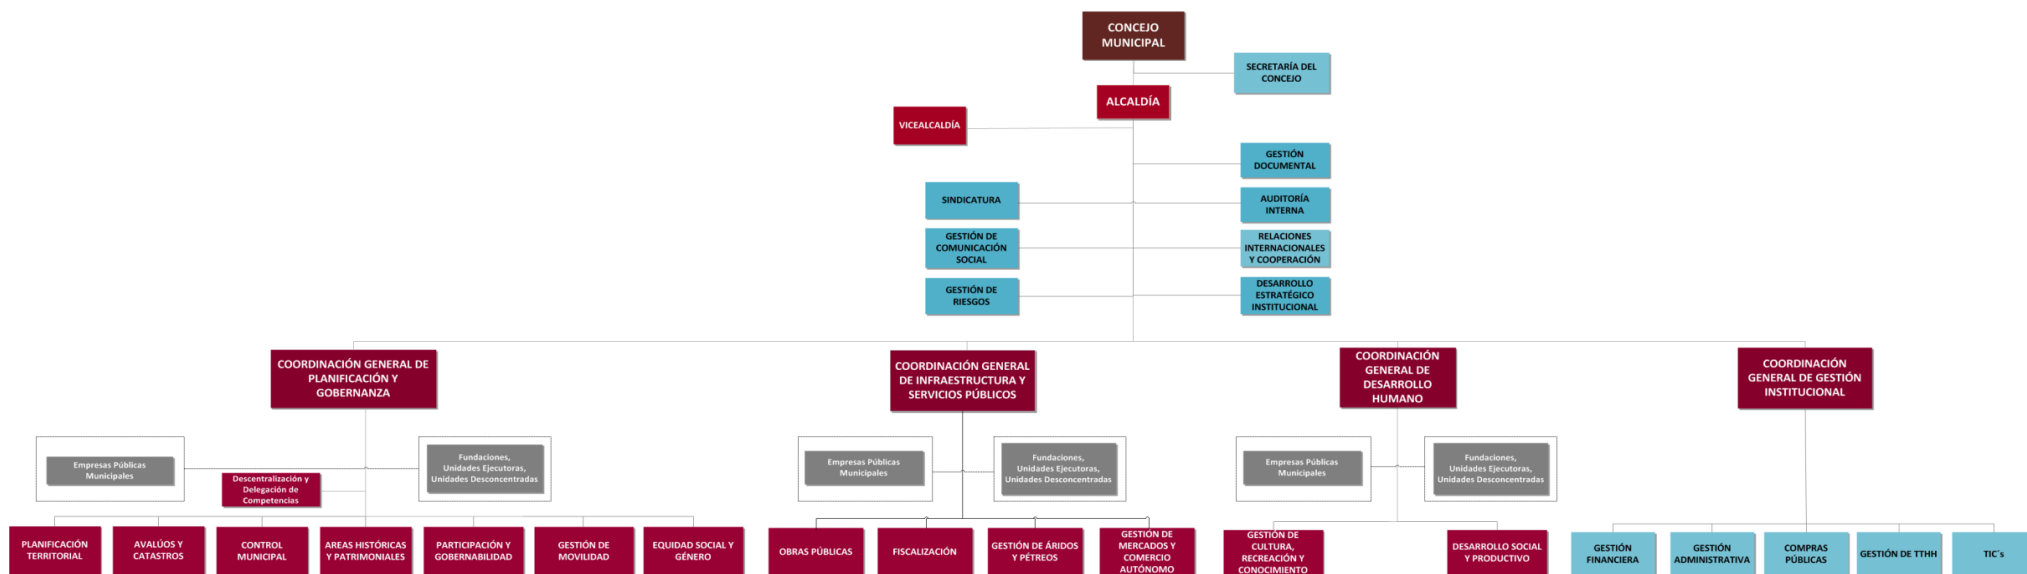 CONCEJO
MUNICIPAL
SECRETARÍA DEL
CONCEJO
ALCALDÍA
VICEALCALDÍA
GESTIÓN
DOCUMENTAL
SINDICATURA
AUDITORÍA
INTERNA
GESTIÓN DE
COMUNICACIÓN
SOCIAL
RELACIONES
INTERNACIONALES
Y COOPERACIÓN
GESTIÓN DE
RIESGOS
DESARROLLO
ESTRATÉGICO
INSTITUCIONAL
COORDINACIÓN GENERAL DE
PLANIFICACIÓN Y
GOBERNANZA
COORDINACIÓN GENERAL
DE INFRAESTRUCTURA Y
SERVICIOS PÚBLICOS
COORDINACIÓN
GENERAL DE
DESARROLLO
HUMANO
COORDINACIÓN
GENERAL DE GESTIÓN
INSTITUCIONAL
Empresas Públicas
Municipales
Fundaciones,
Unidades Ejecutoras,
Unidades Desconcentradas
Descentralización y
Delegación de
Competencias
Empresas Públicas
Municipales
Fundaciones,
Unidades Ejecutoras,
Unidades Desconcentradas
Empresas Públicas
Municipales
Fundaciones,
Unidades Ejecutoras,
Unidades Desconcentradas
PLANIFICACIÓN
TERRITORIAL
AVALÚOS Y
CATASTROS
CONTROL
MUNICIPAL
AREAS HISTÓRICAS
Y PATRIMONIALES
PARTICIPACIÓN Y
GOBERNABILIDAD
GESTIÓN DE
MOVILIDAD
EQUIDAD SOCIAL Y
GÉNERO
OBRAS PÚBLICAS
FISCALIZACIÓN
GESTIÓN DE ÁRIDOS
Y PÉTREOS
GESTIÓN DE
MERCADOS Y
COMERCIO
AUTÓNOMO
GESTIÓN DE
CULTURA,
RECREACIÓN Y
CONOCIMIENTO
DESARROLLO SOCIAL
Y PRODUCTIVO
GESTIÓN
FINANCIERA
GESTIÓN
ADMINISTRATIVA
COMPRAS
PÚBLICAS
GESTIÓN DE TTHH
TIC´s